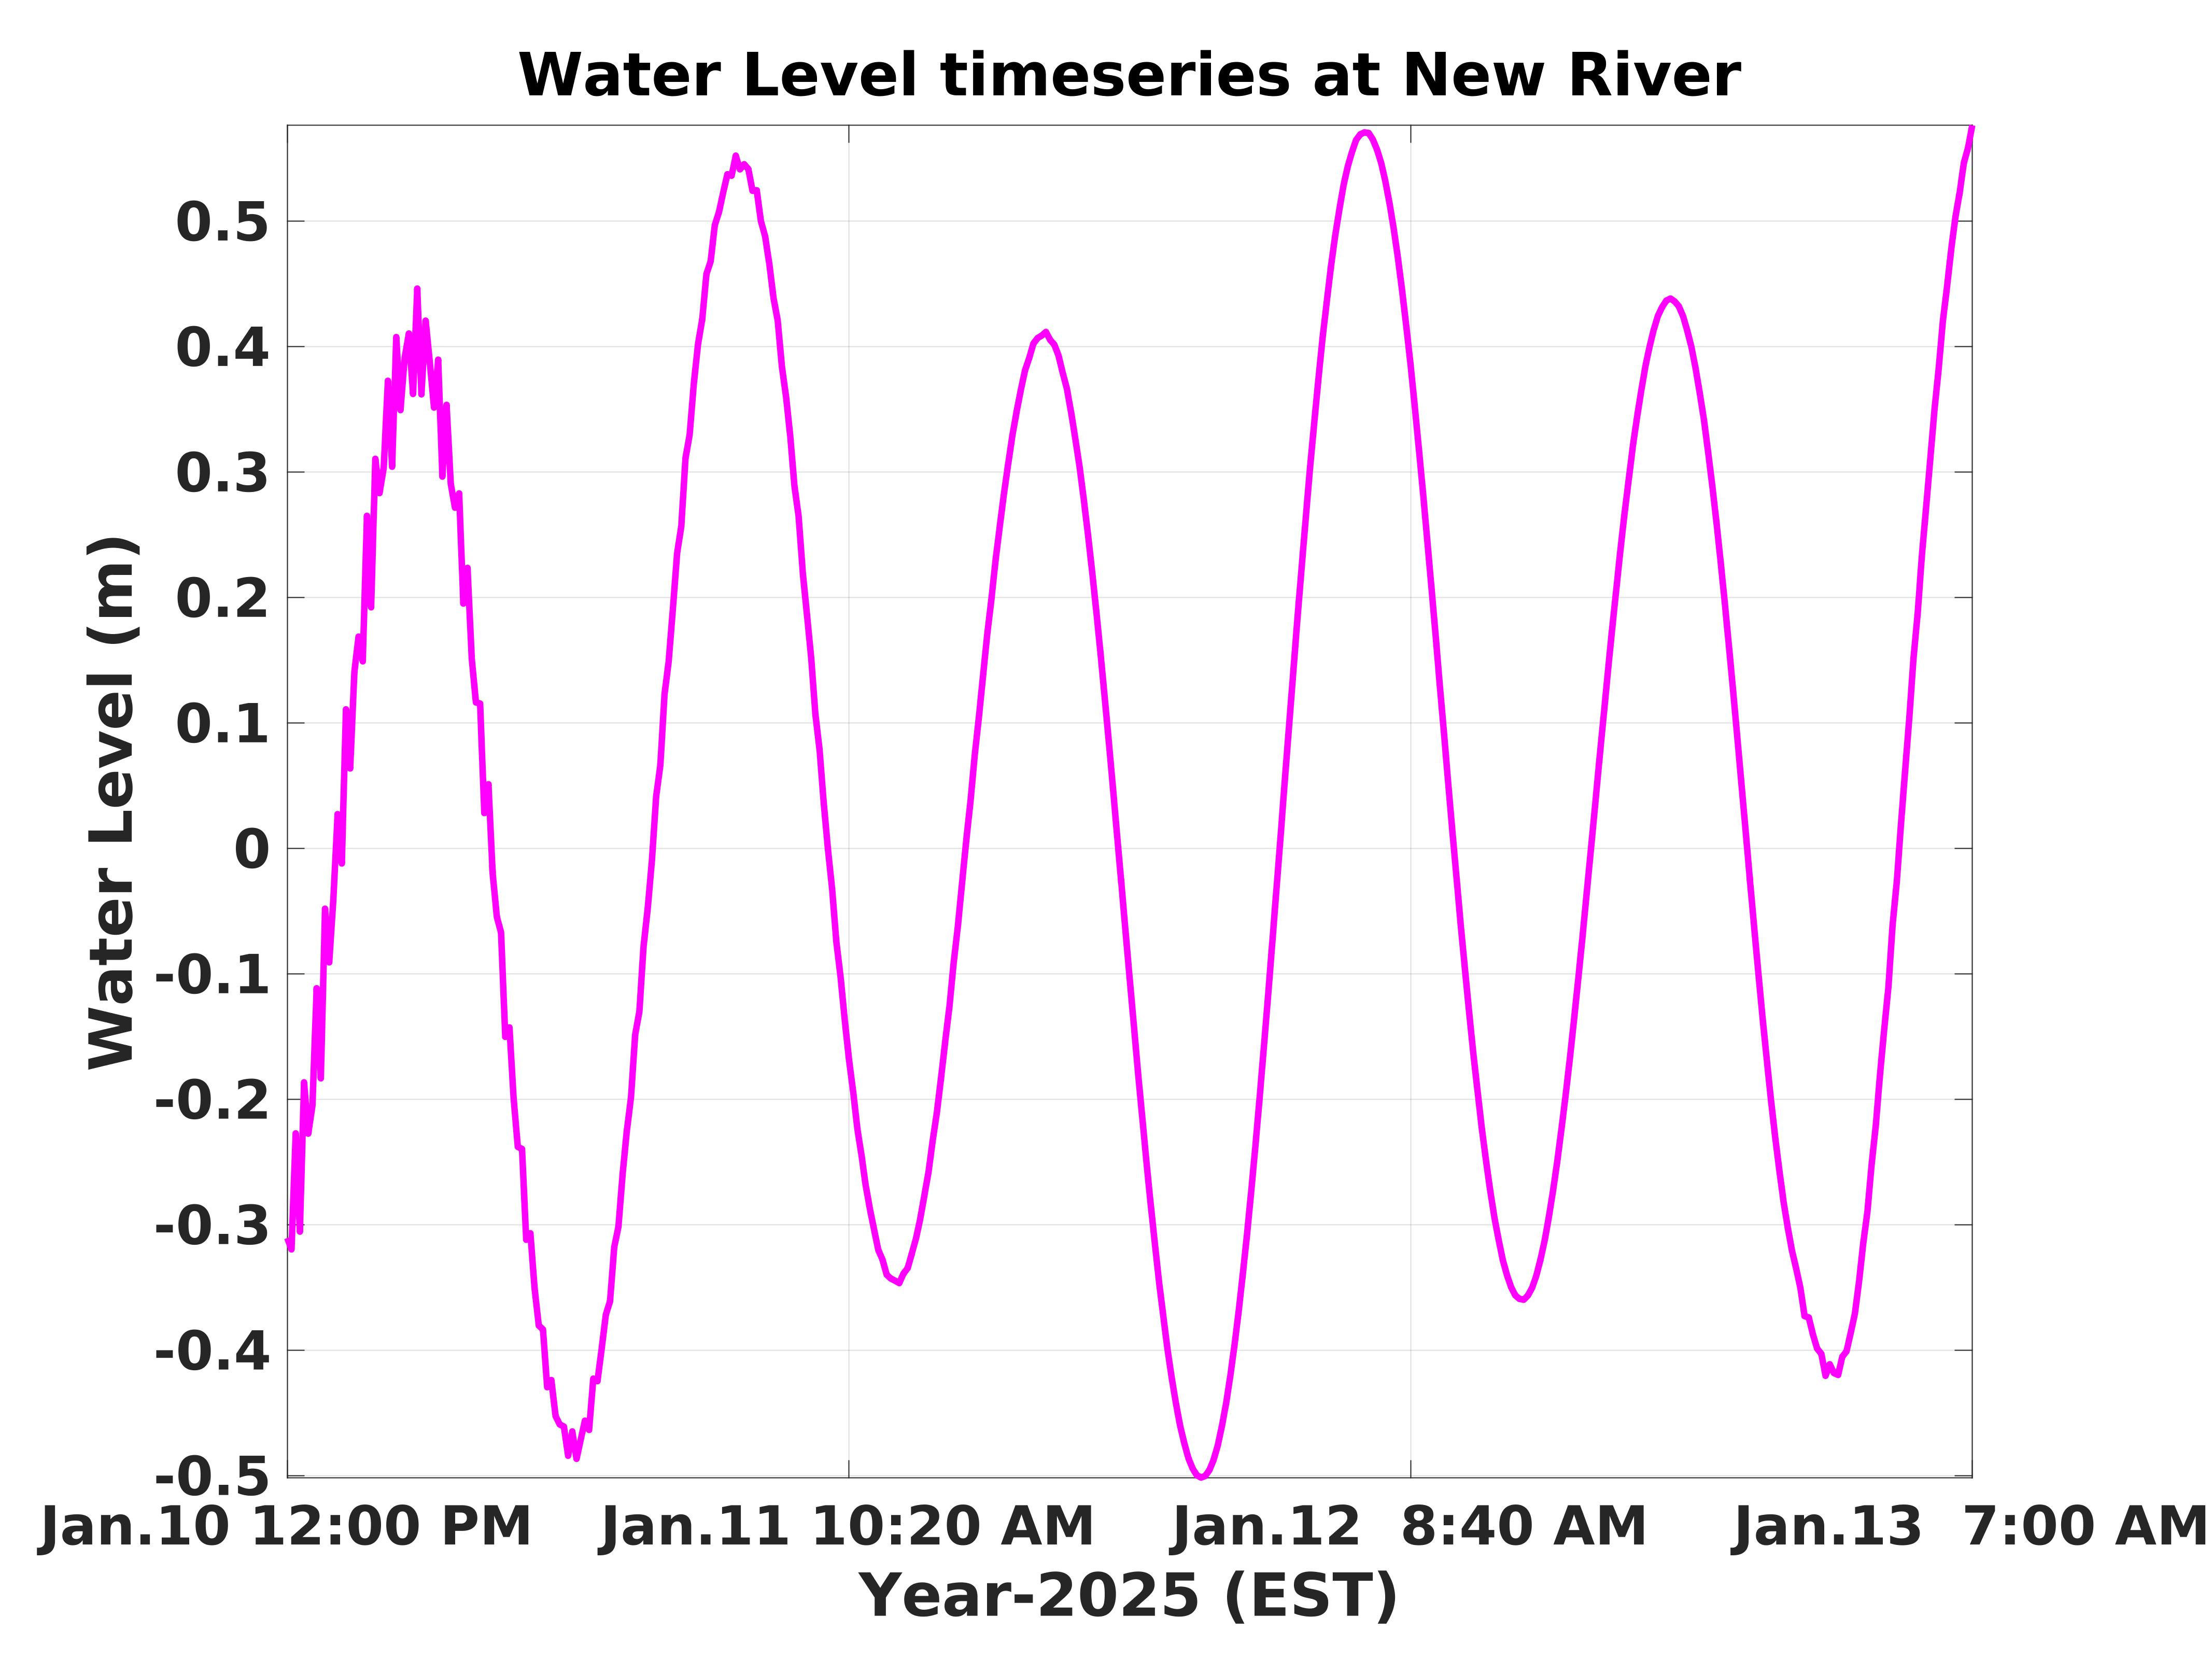 Water Level timeseries at New River
Water Level (m)
0.5
0.4
0.3
0.2
0.1
0
-0.1
-0.2
-0.3
-0.4
-0.5
Jan.10 12:00 PM Jan.11 10:20 AM Jan.12 8:40 AM Jan.13 7:00 AM
Year-2025 (EST)